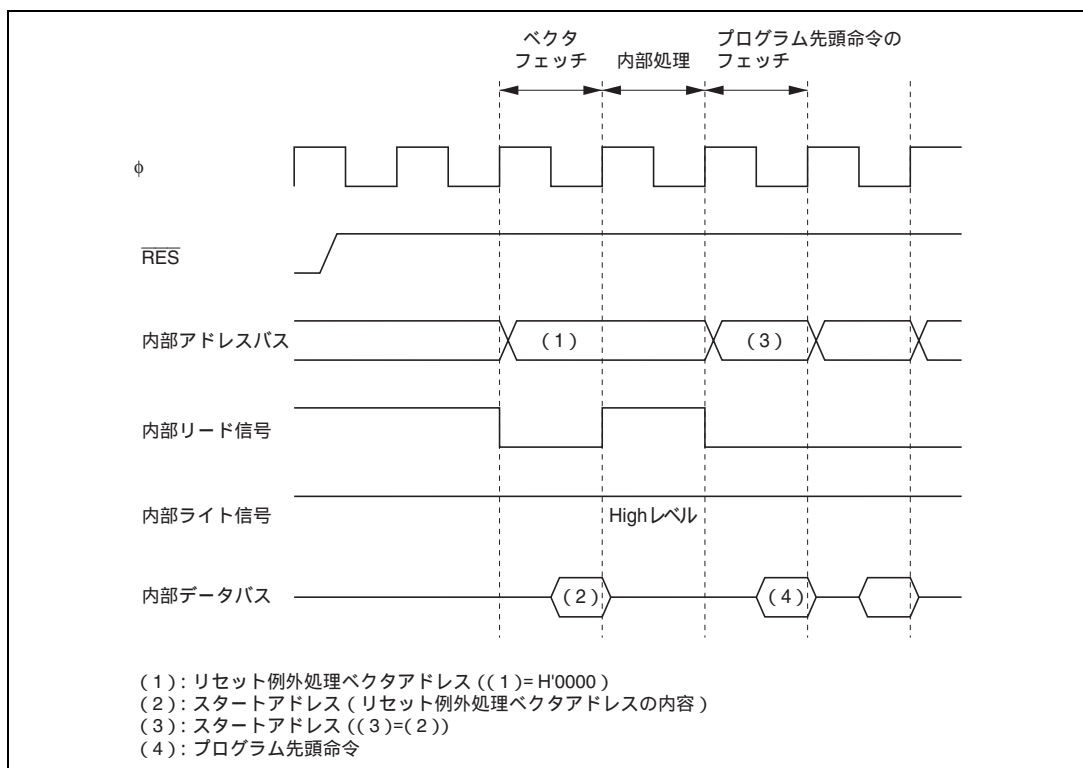 ベクタ
フェッチ
内部処理
プログラム先頭命令の
フェッチ
φ
RES
内部アドレスバス
(1)
(3)
内部リード信号
内部ライト信号
Highレベル
内部データバス
(2)
(4)
(1): リセット例外処理ベクタアドレス ((1)= H'0000)
(2): スタートアドレス (リセット例外処理ベクタアドレスの内容)
(3): スタートアドレス ((3)=(2))
(4): プログラム先頭命令